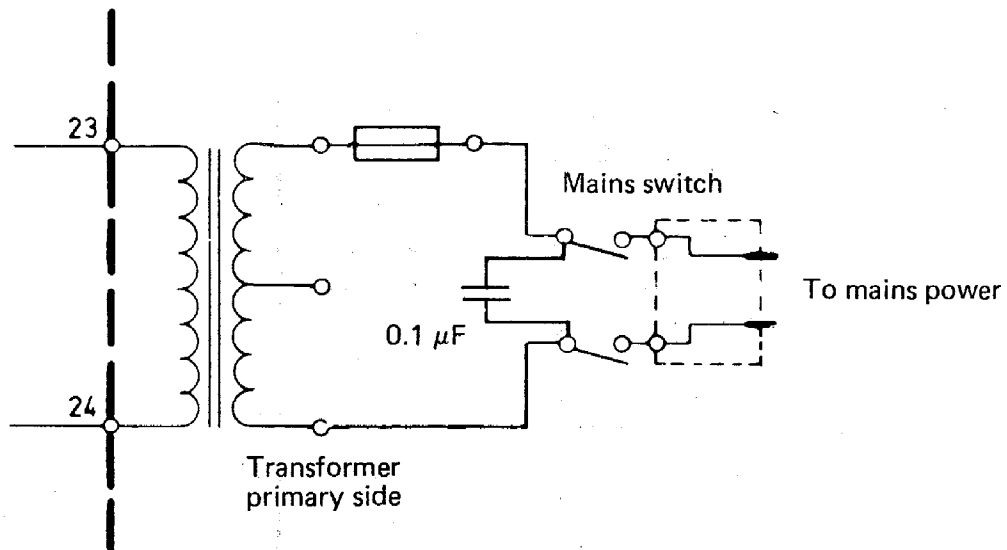 23
Mains switch
To mains power
0.1 µF
24
Transformer
primary side